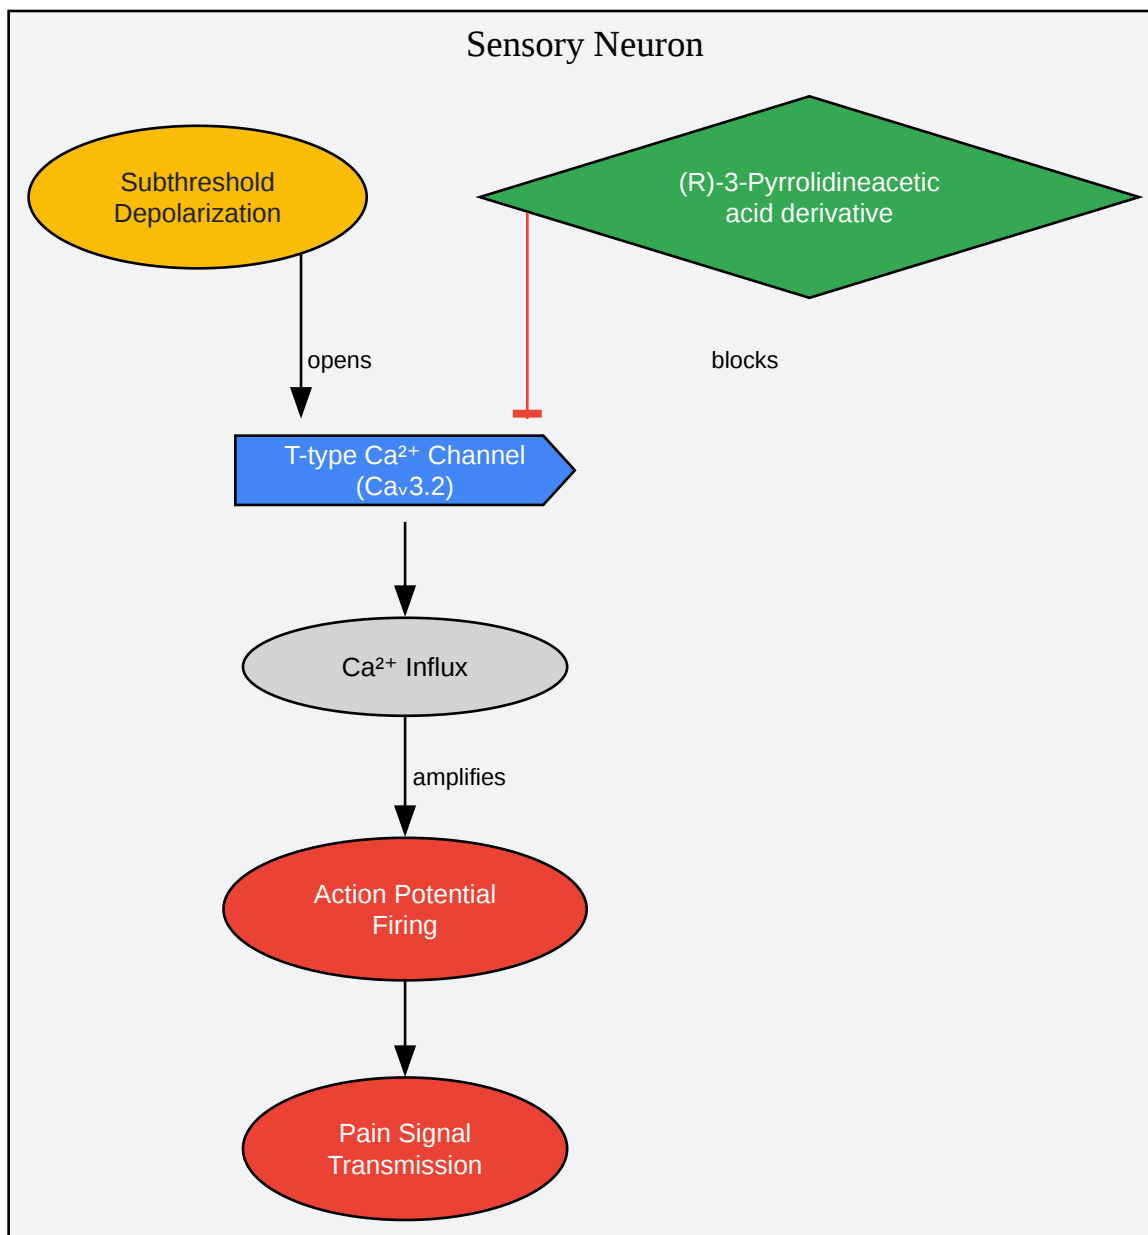 Sensory Neuron
Subthreshold
Depolarization
(R)-3-Pyrrolidineacetic
acid derivative
opens
blocks
T-type Ca²⁺ Channel
(Caᵥ3.2)
Ca²⁺ Influx
amplifies
Action Potential
Firing
Pain Signal
Transmission